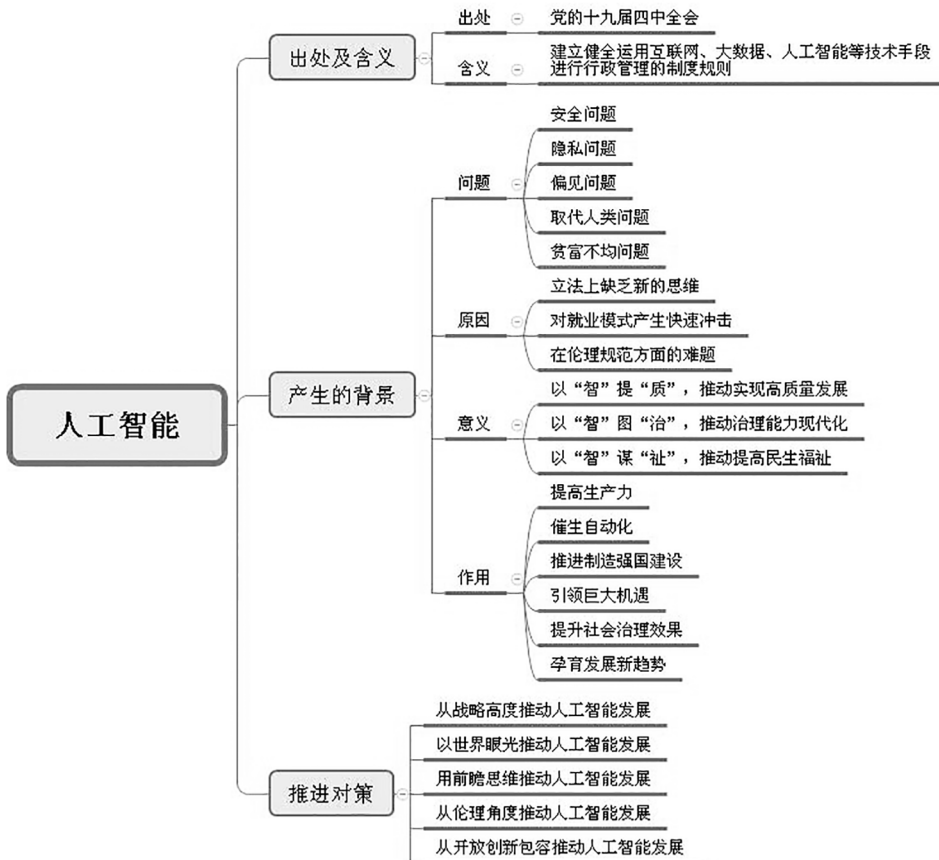 人工智能
出处及含义
出处
党的十九届四中全会
含义
建立健全运用互联网、大数据、人工智能等技术手段
进行行政管理的制度规则
产生的背景
问题
安全问题
隐私问题
偏见问题
取代人类问题
贫富不均问题
原因
立法上缺乏新的思维
对就业模式产生快速冲击
在伦理规范方面的难题
意义
以“智”提“质”，推动实现高质量发展
以“智”图“治”，推动治理能力现代化
以“智”谋“祉”，推动提高民生福祉
作用
提高生产力
催生自动化
推进制造强国建设
引领巨大机遇
提升社会治理效果
孕育发展新趋势
推进对策
从战略高度推动人工智能发展
以世界眼光推动人工智能发展
用前瞻思维推动人工智能发展
从伦理角度推动人工智能发展
从开放创新包容推动人工智能发展